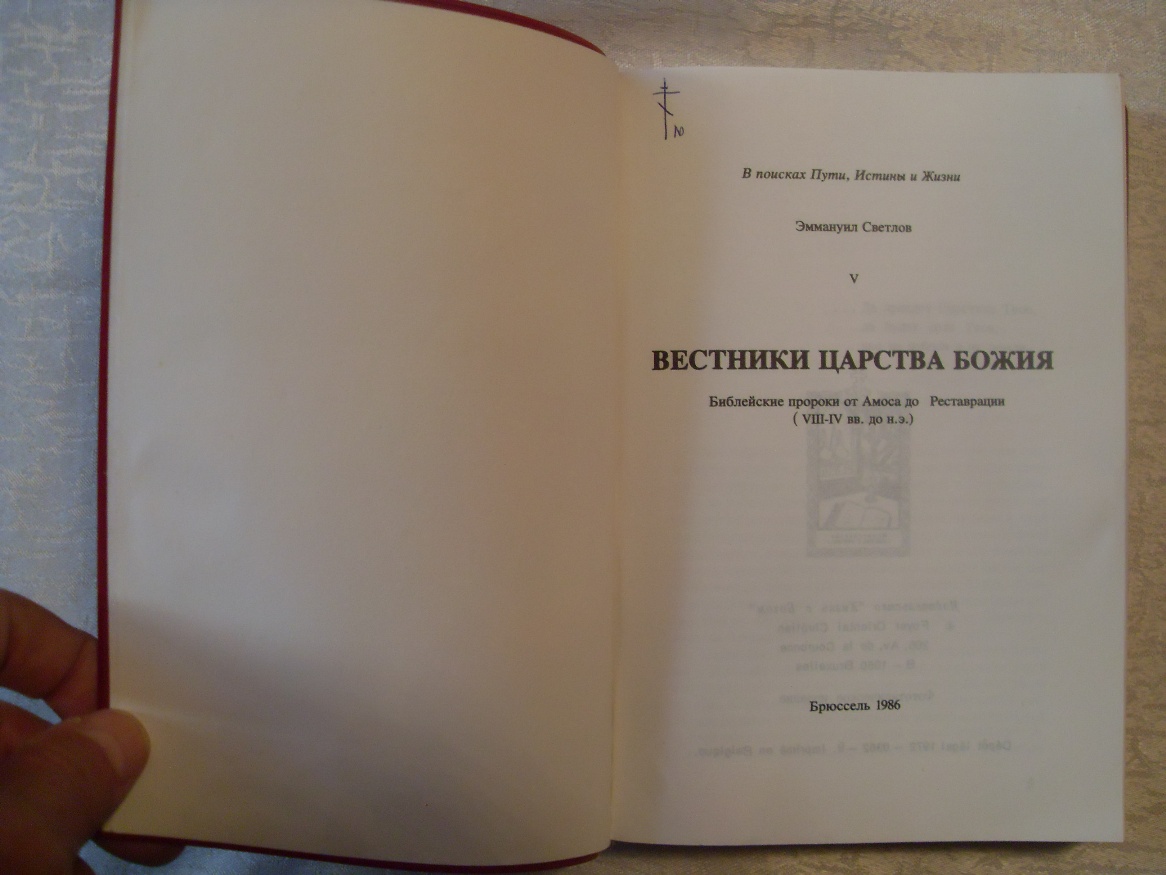 В поисках Пути, Истины и Жизни
Эммануил Светлов
V
ВЕСТНИКИ ЦАРСТВА БОЖИЯ
Библейские пророки от Амоса до Реставрации
( VIII-IV вв. до н.э.)
Брюссель 1986